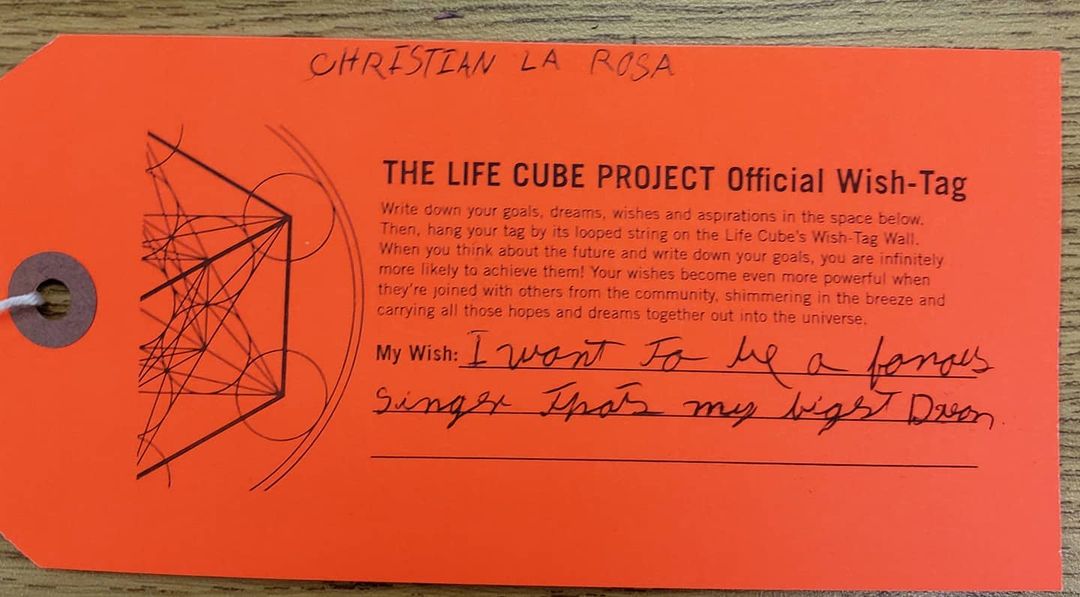 CHRISTIAN LA ROSA
THE LIFE CUBE PROJECT Official Wish-Tag
Write down your goals, dreams, wishes and aspirations in the space below.
Then, hang your tag by its looped string on the Life Cube's Wish-Tag Wall.
When you think about the future and write down your goals, you are infinitely
more likely to achieve them! Your wishes become even more powerful when
they're joined with others from the community, shimmering in the breeze and
carrying all those hopes and dreams together out into the universe.
My Wish: I want To be a famous
Singer That's my bigst